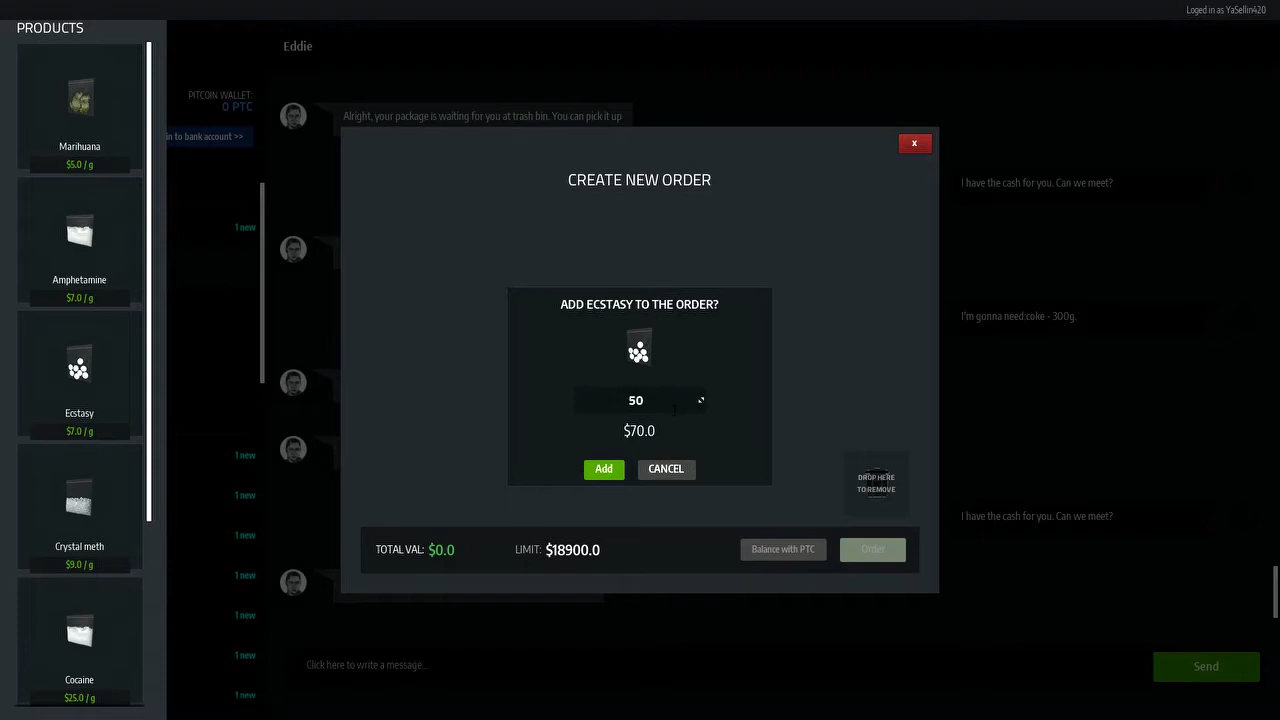 Loged in as YaSellin420
PRODUCTS
Marihuana
$5.0 / g
Amphetamine
$7.0 / g
Ecstasy
$7.0 / g
Crystal meth
$9.0 / g
Cocaine
$25.0 / g
PITCOIN WALLET:
0 PTC
in to bank account >>
1 new
1 new
1 new
1 new
1 new
1 new
1 new
1 new
Eddie
Alright, your package is waiting for you at trash bin. You can pick it up
I have the cash for you. Can we meet?
I'm gonna need:coke - 300g.
I have the cash for you. Can we meet?
x
CREATE NEW ORDER
ADD ECSTASY TO THE ORDER?
50
$70.0
Add
CANCEL
DROP HERE
TO REMOVE
TOTAL VAL: $0.0
LIMIT: $18900.0
Balance with PTC
Order
Click here to write a message...
Send